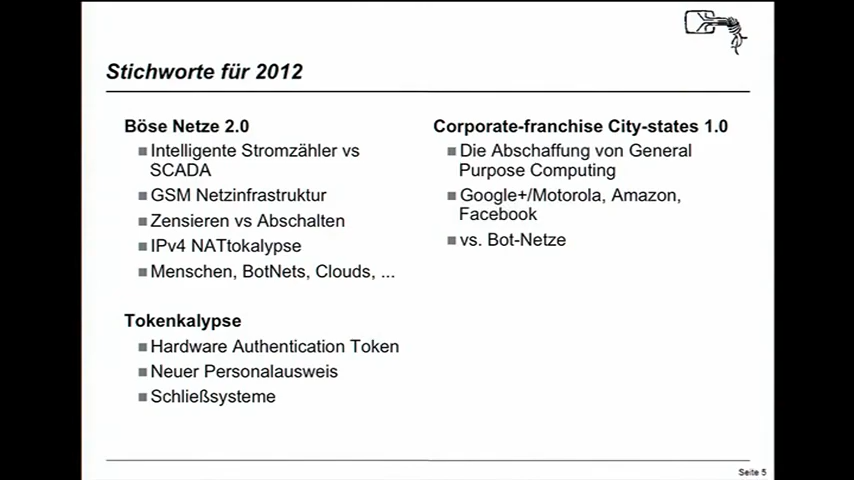 Stichworte für 2012
Böse Netze 2.0
Intelligente Stromzähler vs
SCADA
GSM Netzinfrastruktur
Zensieren vs Abschalten
IPv4 NATtokalypse
Menschen, BotNets, Clouds, ...
Tokenkalypse
Hardware Authentication Token
Neuer Personalausweis
Schließsysteme
Corporate-franchise City-states 1.0
Die Abschaffung von General
Purpose Computing
Google+/Motorola, Amazon,
Facebook
vs. Bot-Netze
Seite 5